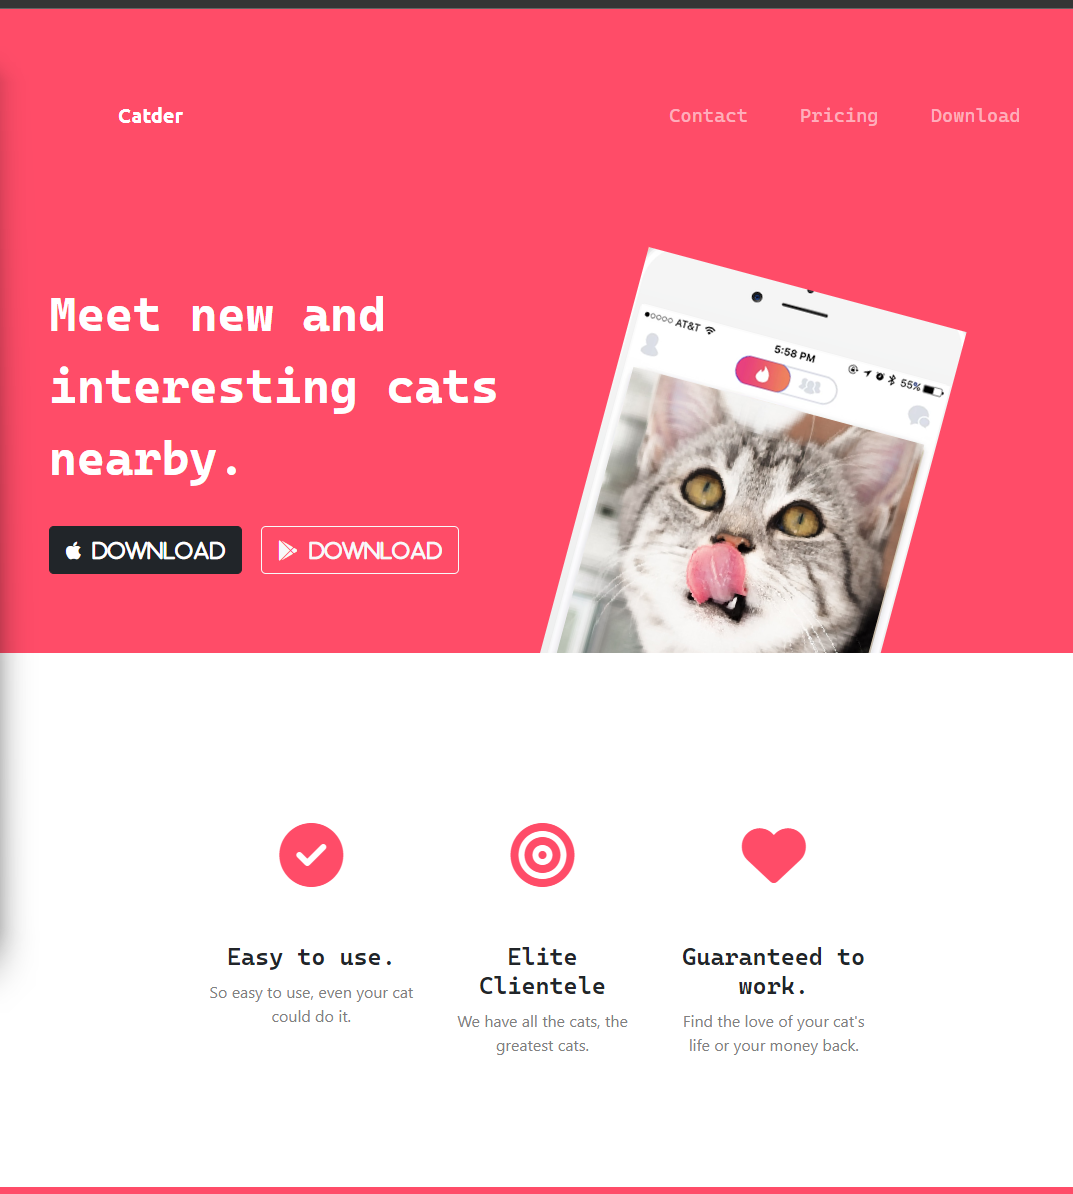 Catder
Contact Pricing Download
Meet new and
interesting cats
nearby.
DOWNLOAD DOWNLOAD
AT&T
5:58 PM
55%
Easy to use.
So easy to use, even your cat
could do it.
Elite
Clientele
We have all the cats, the
greatest cats.
Guaranteed to
work.
Find the love of your cat's
life or your money back.